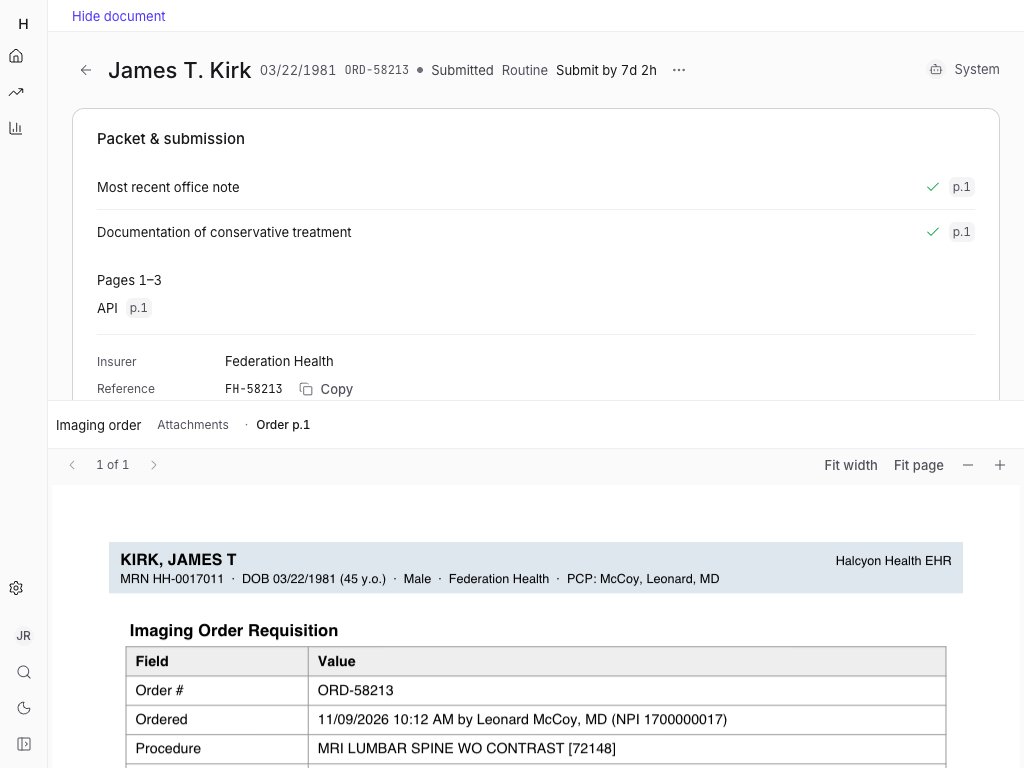 H
Hide document
James T. Kirk 03/22/1981 ORD-58213 Submitted Routine Submit by 7d 2h ··· System
Packet & submission
Most recent office note p.1
Documentation of conservative treatment p.1
Pages 1–3
API p.1
Insurer Federation Health
Reference FH-58213 Copy
Imaging order Attachments · Order p.1
1 of 1 Fit width Fit page
KIRK, JAMES T Halcyon Health EHR
MRN HH-0017011 · DOB 03/22/1981 (45 y.o.) · Male · Federation Health · PCP: McCoy, Leonard, MD
Imaging Order Requisition
Field Value
Order # ORD-58213
Ordered 11/09/2026 10:12 AM by Leonard McCoy, MD (NPI 1700000017)
Procedure MRI LUMBAR SPINE WO CONTRAST [72148]
JR